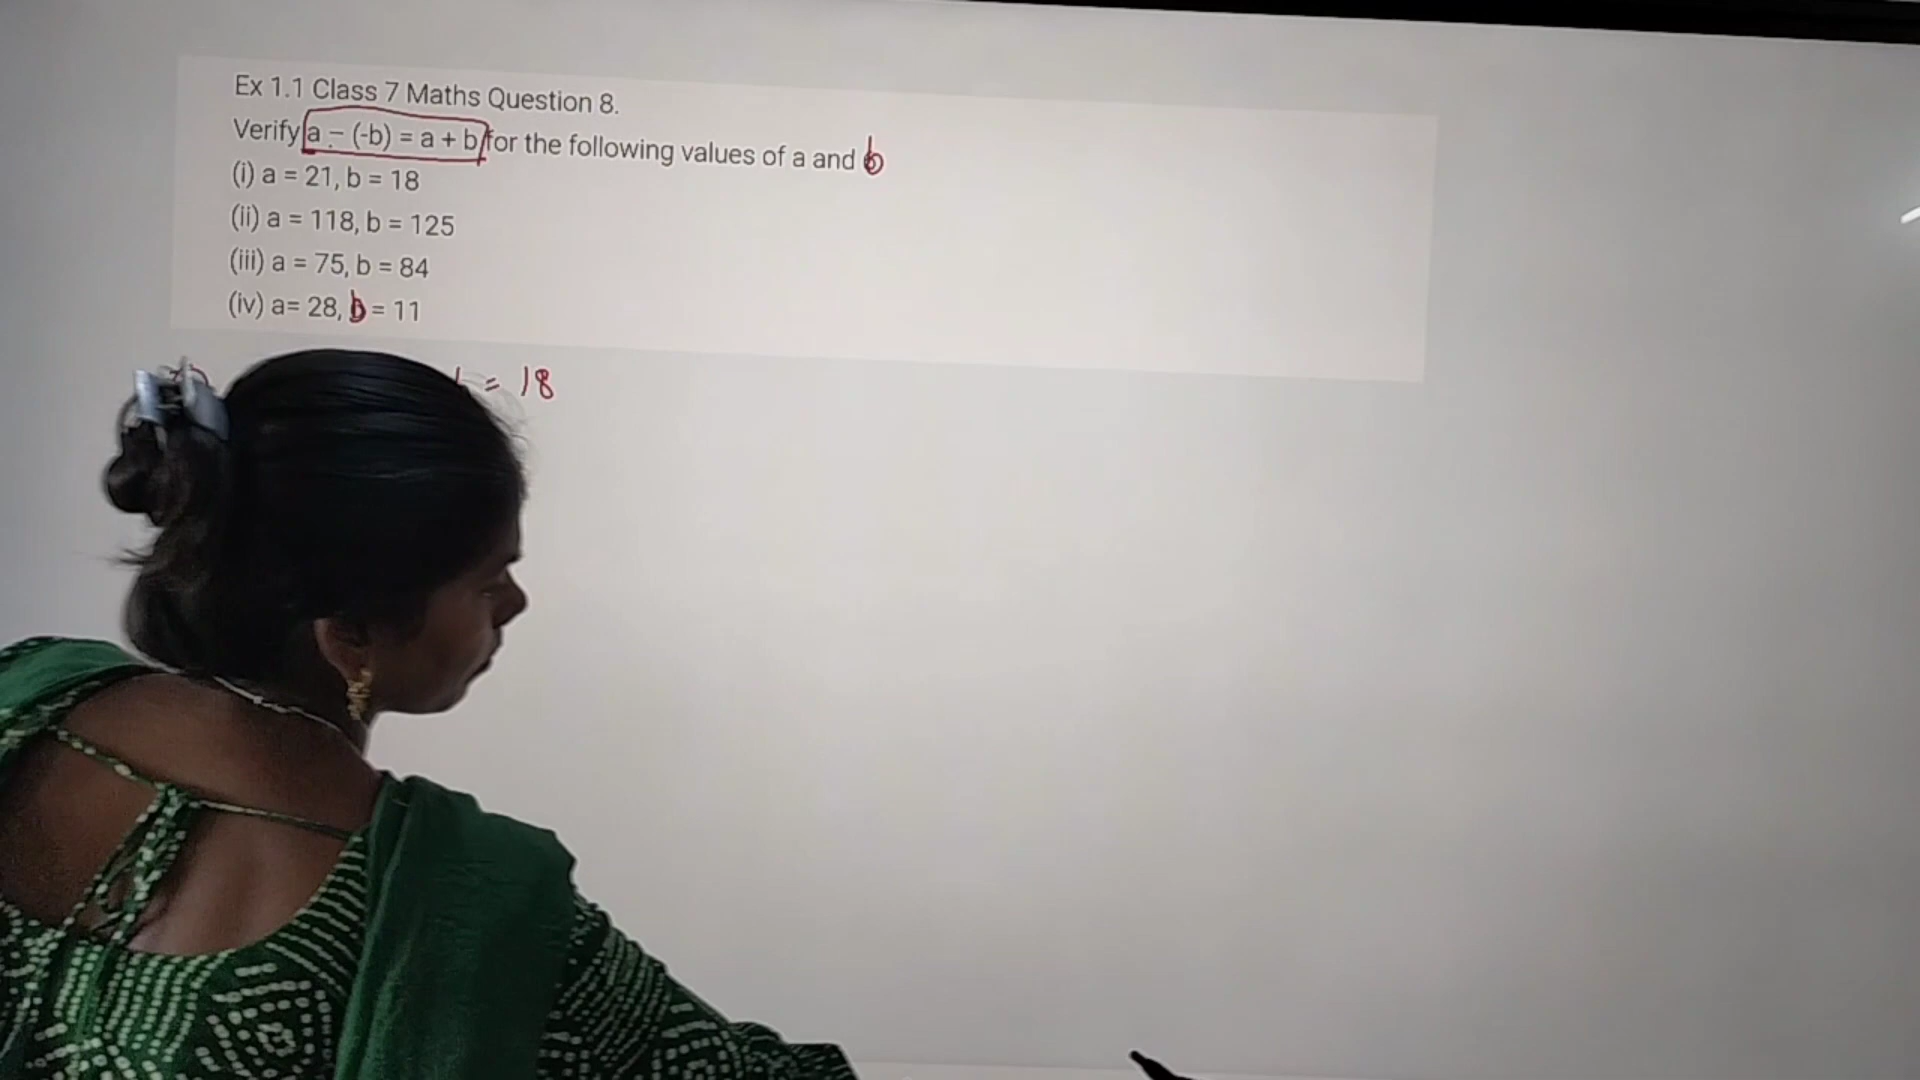 Ex 1.1 Class 7 Maths Question 8.
Verify a – (-b) = a + b for the following values of a and b
(i) a = 21, b = 18
(ii) a = 118, b = 125
(iii) a = 75, b = 84
(iv) a= 28, b = 11
= 18